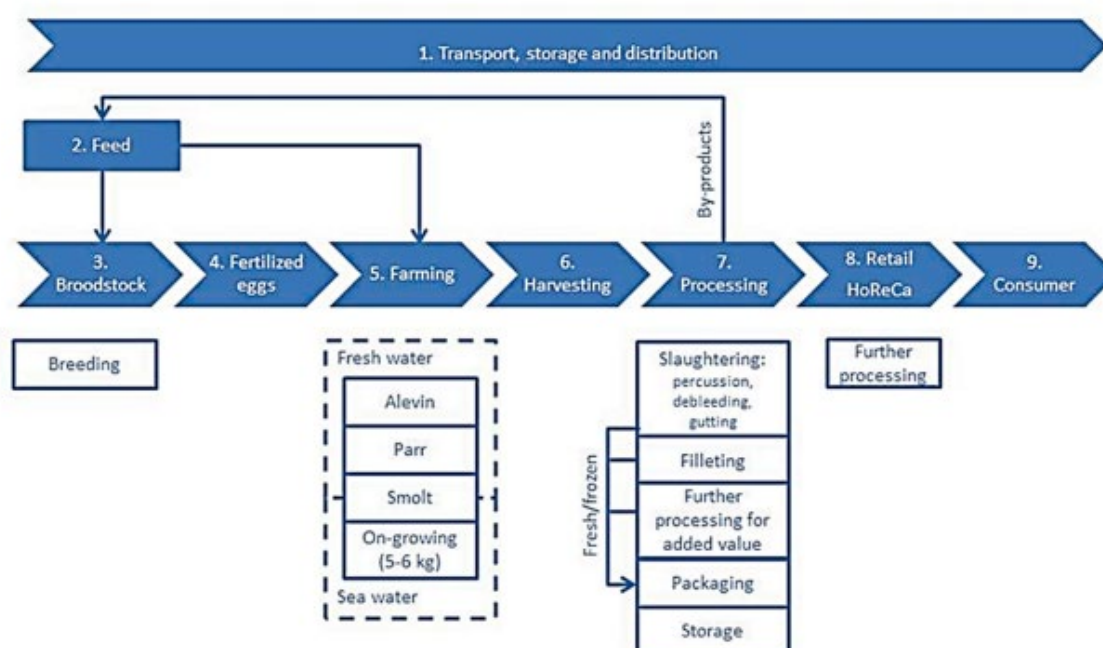 1. Transport, storage and distribution
2. Feed
By-products
3.
Broodstock
4. Fertilized
eggs
5. Farming
6.
Harvesting
7.
Processing
8. Retail
HoReCa
9.
Consumer
Breeding
Fresh water
Alevin
Parr
Smolt
On-growing
(5-6 kg)
Sea water
Fresh/frozen
Slaughtering:
percussion,
debleeding,
gutting
Filleting
Further
processing for
added value
Packaging
Storage
Further
processing